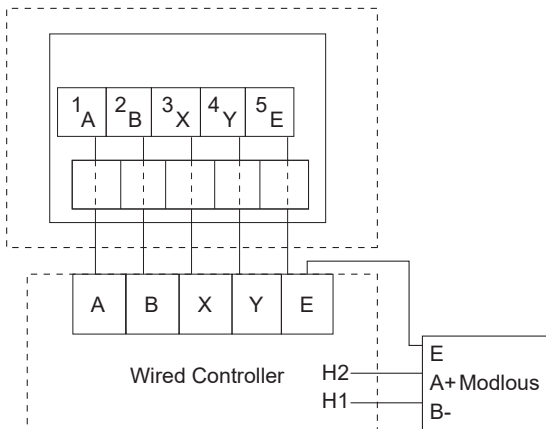 1A 2B 3X 4Y 5E
A B X Y E
Wired Controller
H2
H1
E
A+ Modlous
B-